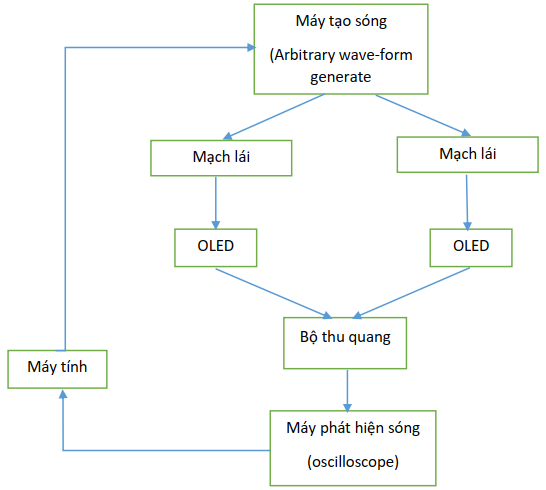 Máy tạo sóng
(Arbitrary wave-form
generate
Mạch lái
Mạch lái
OLED
OLED
Bộ thu quang
Máy tính
Máy phát hiện sóng
(oscilloscope)